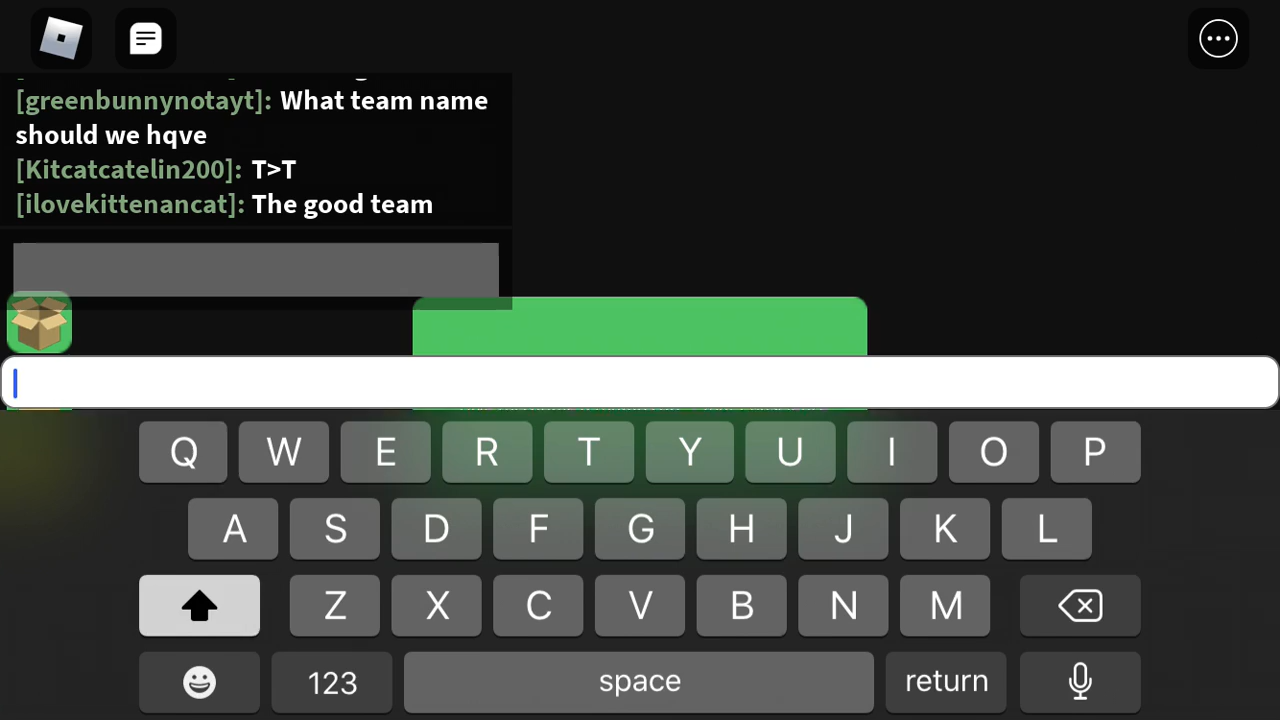 [greenbunnynotayt]: What team name
should we hqve
[Kitcatcatelin200]: T>T
[ilovekittenancat]: The good team
Q W E R T Y U I O P
A S D F G H J K L
Z X C V B N M
123 space return